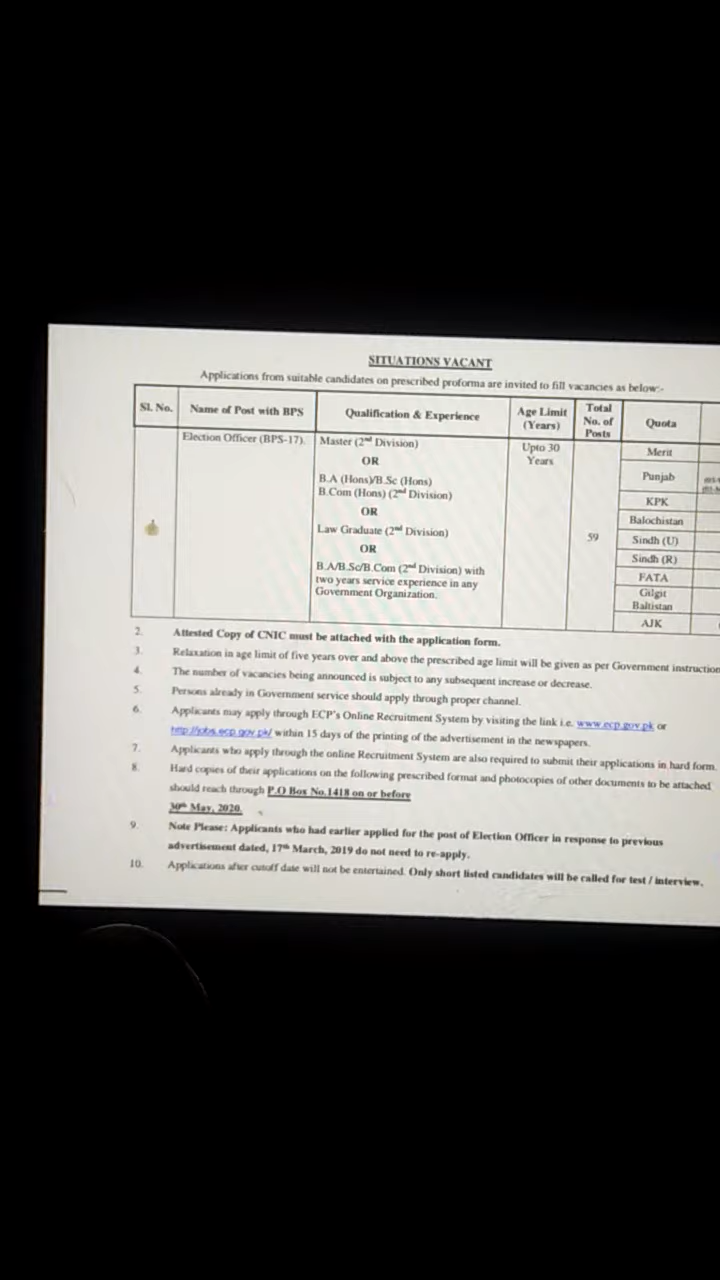 SITUATIONS VACANT
Applications from suitable candidates on prescribed proforma are invited to fill vacancies as below:-
Sl. No.
Name of Post with BPS
Qualification & Experience
Age Limit
(Years)
Total
No. of
Posts
Quota
Election Officer (BPS-17).
Master (2nd Division)
OR
B.A (Hons)/B.Sc (Hons)
B.Com (Hons) (2nd Division)
OR
Law Graduate (2nd Division)
OR
B.A/B.Sc/B.Com (2nd Division) with
two years service experience in any
Government Organization.
Upto 30
Years
59
Merit
Punjab
KPK
Balochistan
Sindh (U)
Sindh (R)
FATA
Gilgit
Baltistan
AJK
2. Attested Copy of CNIC must be attached with the application form.
3. Relaxation in age limit of five years over and above the prescribed age limit will be given as per Government instruction
4. The number of vacancies being announced is subject to any subsequent increase or decrease.
5. Persons already in Government service should apply through proper channel.
6. Applicants may apply through ECP's Online Recruitment System by visiting the link i.e. www.ecp.gov.pk or
http://jobs.ecp.gov.pk/ within 15 days of the printing of the advertisement in the newspapers.
7. Applicants who apply through the online Recruitment System are also required to submit their applications in hard form.
8. Hard copies of their applications on the following prescribed format and photocopies of other documents to be attached
should reach through P.O Box No.1418 on or before
30th May, 2020.
9. Note Please: Applicants who had earlier applied for the post of Election Officer in response to previous
advertisement dated, 17th March, 2019 do not need to re-apply.
10. Applications after cutoff date will not be entertained. Only short listed candidates will be called for test / interview.